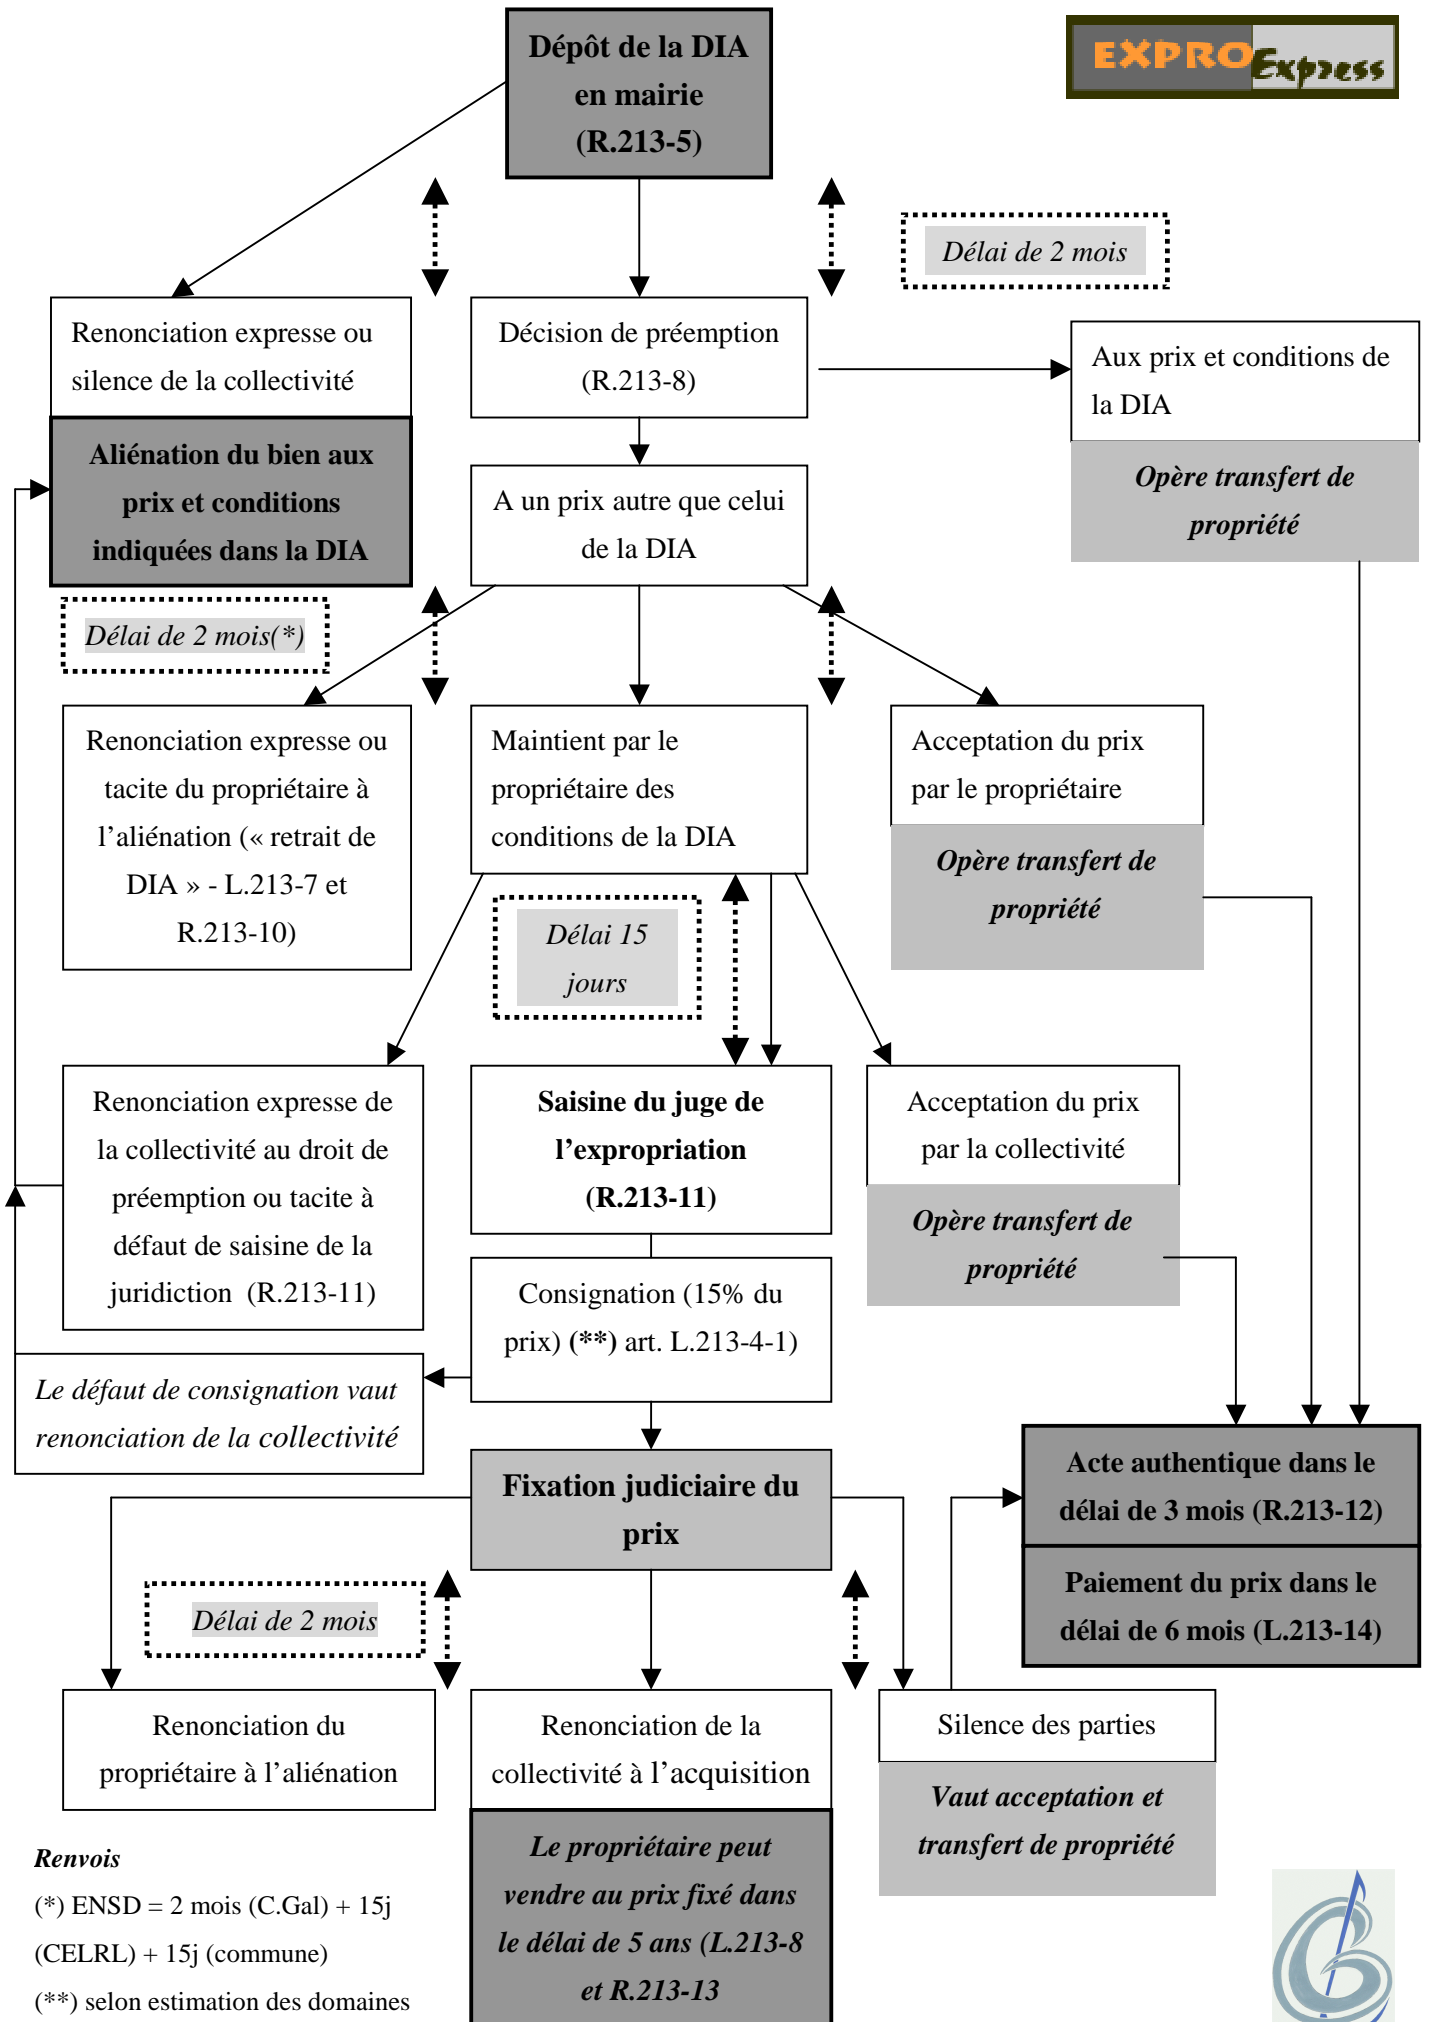 Dépôt de la DIA
en mairie
(R.213-5)
EXPRO Express
Délai de 2 mois
Renonciation expresse ou
silence de la collectivité
Aliénation du bien aux
prix et conditions
indiquées dans la DIA
Décision de préemption
(R.213-8)
Aux prix et conditions de
la DIA
Opère transfert de
propriété
A un prix autre que celui
de la DIA
Délai de 2 mois(*)
Renonciation expresse ou
tacite du propriétaire à
l’aliénation (« retrait de
DIA » - L.213-7 et
R.213-10)
Maintient par le
propriétaire des
conditions de la DIA
Acceptation du prix
par le propriétaire
Opère transfert de
propriété
Délai 15
jours
Renonciation expresse de
la collectivité au droit de
préemption ou tacite à
défaut de saisine de la
juridiction (R.213-11)
Saisine du juge de
l’expropriation
(R.213-11)
Acceptation du prix
par la collectivité
Opère transfert de
propriété
Consignation (15% du
prix) (**) art. L.213-4-1)
Le défaut de consignation vaut
renonciation de la collectivité
Fixation judiciaire du
prix
Acte authentique dans le
délai de 3 mois (R.213-12)
Paiement du prix dans le
délai de 6 mois (L.213-14)
Délai de 2 mois
Renonciation du
propriétaire à l’aliénation
Renonciation de la
collectivité à l’acquisition
Le propriétaire peut
vendre au prix fixé dans
le délai de 5 ans (L.213-8
et R.213-13
Silence des parties
Vaut acceptation et
transfert de propriété
Renvois
(*) ENSD = 2 mois (C.Gal) + 15j
(CELRL) + 15j (commune)
(**) selon estimation des domaines